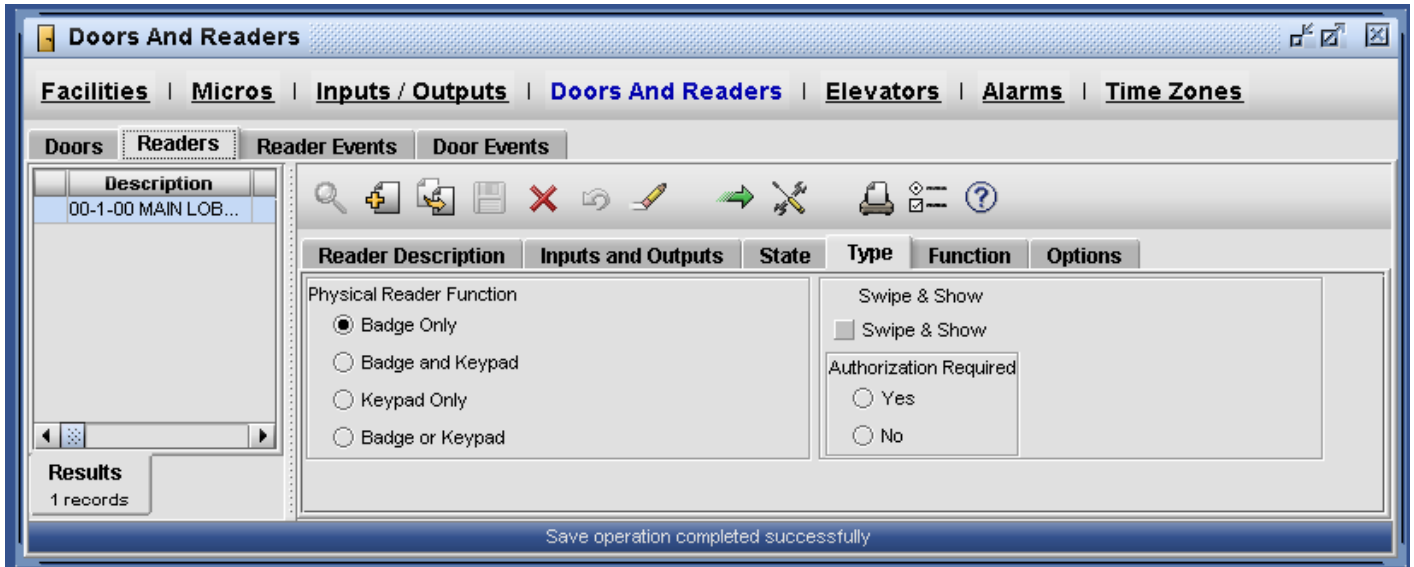 Doors And Readers
Facilities | Micros | Inputs / Outputs | Doors And Readers | Elevators | Alarms | Time Zones
Doors Readers Reader Events Door Events
Description
00-1-00 MAIN LOB...
Reader Description Inputs and Outputs State Type Function Options
Physical Reader Function
Badge Only
Badge and Keypad
Keypad Only
Badge or Keypad
Swipe & Show
Swipe & Show
Authorization Required
Yes
No
Results
1 records
Save operation completed successfully